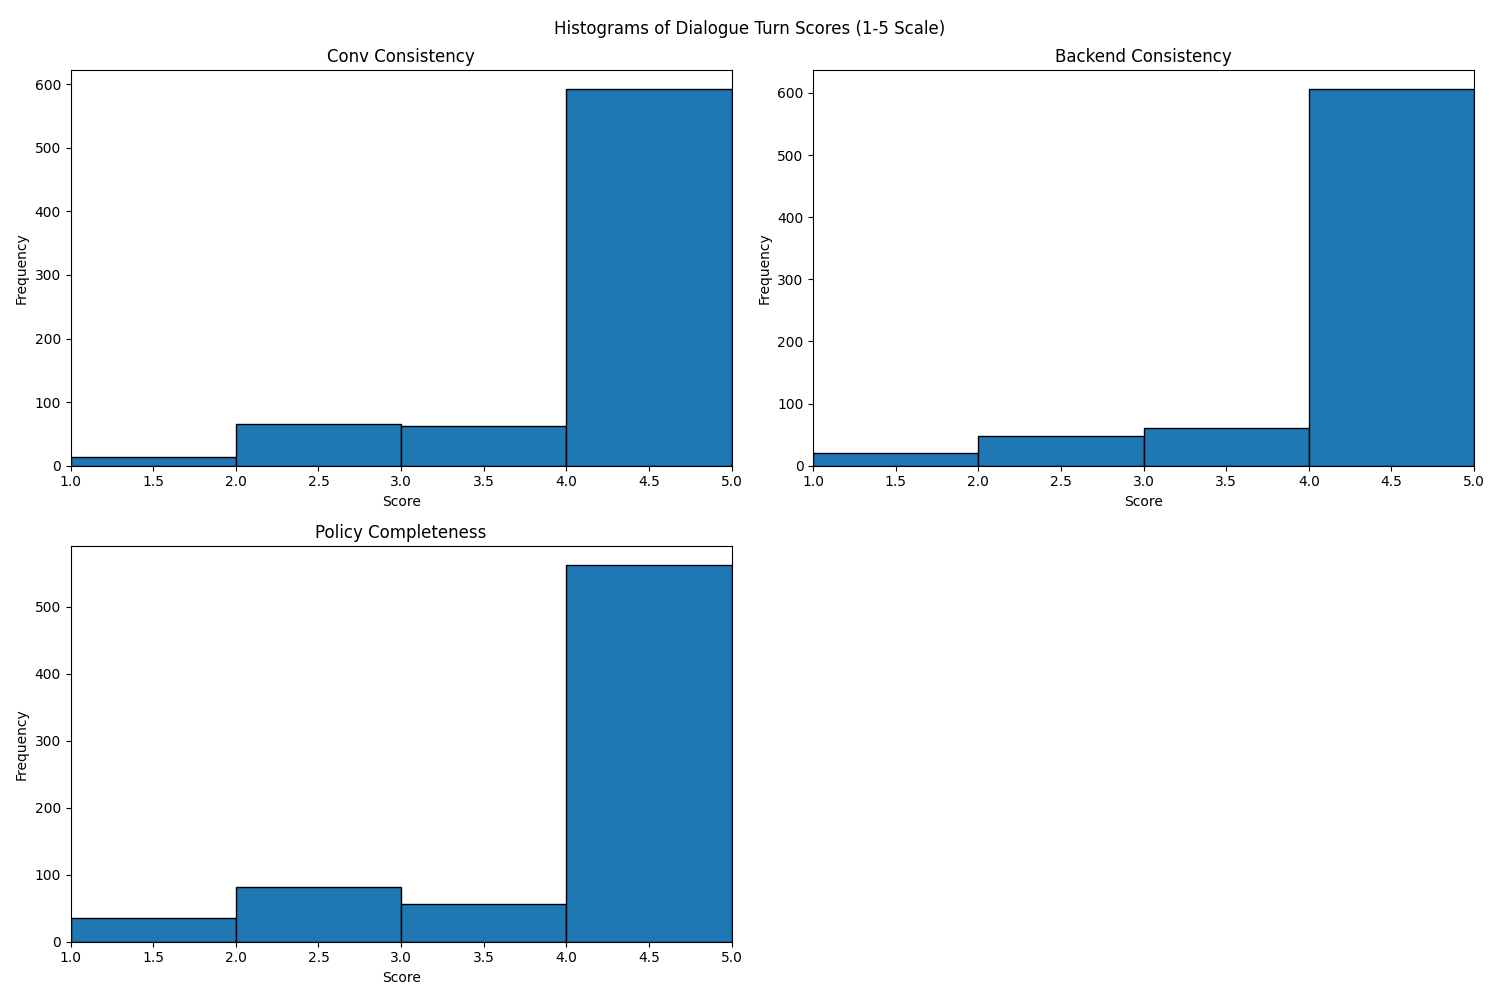 Histograms of Dialogue Turn Scores (1-5 Scale)
Conv Consistency
Frequency
600
500
400
300
200
100
0
1.0 1.5 2.0 2.5 3.0 3.5 4.0 4.5 5.0
Score
Backend Consistency
Frequency
600
500
400
300
200
100
0
1.0 1.5 2.0 2.5 3.0 3.5 4.0 4.5 5.0
Score
Policy Completeness
Frequency
500
400
300
200
100
0
1.0 1.5 2.0 2.5 3.0 3.5 4.0 4.5 5.0
Score